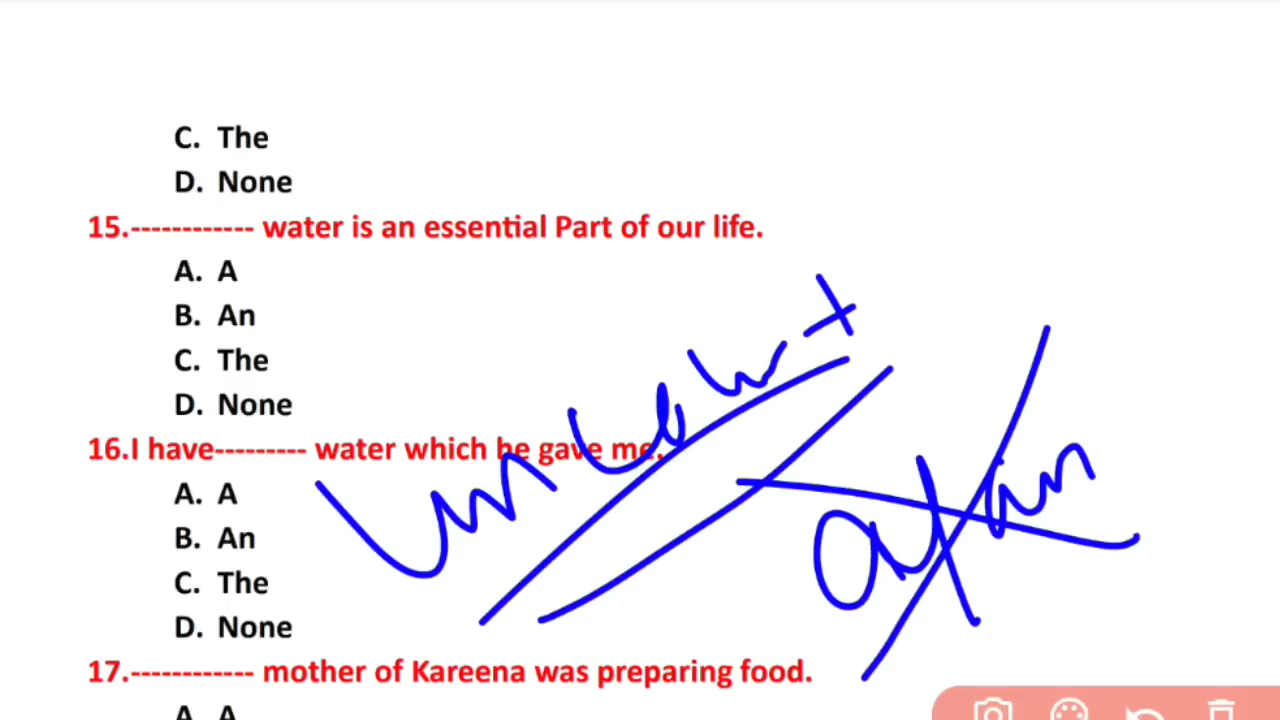 C. The
D. None
15.------------ water is an essential Part of our life.
A. A
B. An
C. The
D. None
16.I have--------- water which he gave me.
A. A
B. An
C. The
D. None
17.------------ mother of Kareena was preparing food.
A. A